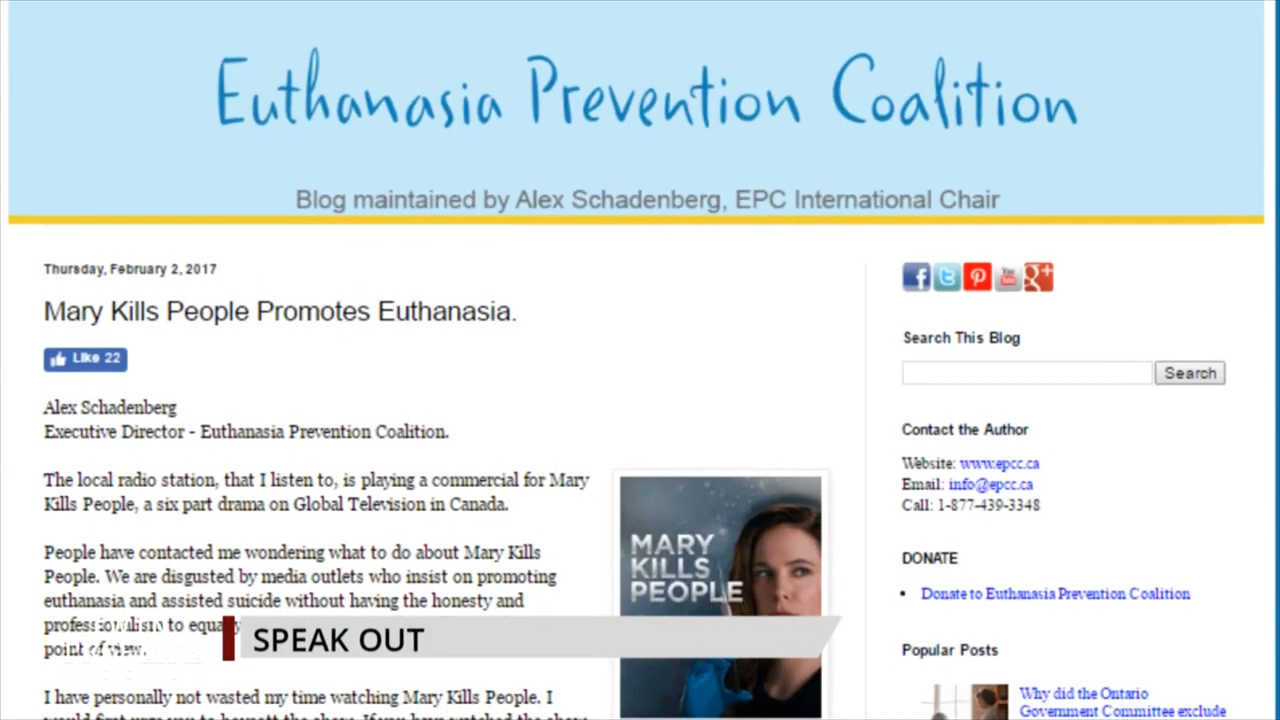 Euthanasia Prevention Coalition
Blog maintained by Alex Schadenberg, EPC International Chair
Thursday, February 2, 2017
Mary Kills People Promotes Euthanasia.
Like 22
Alex Schadenberg
Executive Director - Euthanasia Prevention Coalition.
The local radio station, that I listen to, is playing a commercial for Mary
Kills People, a six part drama on Global Television in Canada.
People have contacted me wondering what to do about Mary Kills
People. We are disgusted by media outlets who insist on promoting
euthanasia and assisted suicide without having the honesty and
professionalism to
point of view.
I have personally not wasted my time watching Mary Kills People. I
MARY
KILLS
PEOPLE
SPEAK OUT
You
Search This Blog
Search
Contact the Author
Website: www.epcc.ca
Email: info@epcc.ca
Call: 1-877-439-3348
DONATE
• Donate to Euthanasia Prevention Coalition
Popular Posts
Why did the Ontario
Government Committee exclude